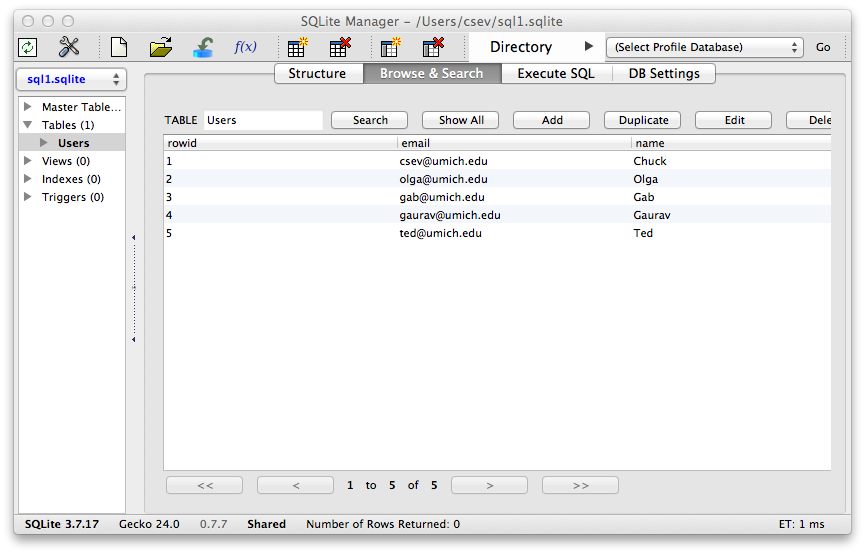 SQLite Manager - /Users/csev/sql1.sqlite
f(x) Directory (Select Profile Database) Go
sql1.sqlite Structure Browse & Search Execute SQL DB Settings
Master Table...
Tables (1)
Users
Views (0)
Indexes (0)
Triggers (0)
TABLE Users Search Show All Add Duplicate Edit Dele
rowid email name
1 csev@umich.edu Chuck
2 olga@umich.edu Olga
3 gab@umich.edu Gab
4 gaurav@umich.edu Gaurav
5 ted@umich.edu Ted
<< < 1 to 5 of 5 > >>
SQLite 3.7.17 Gecko 24.0 0.7.7 Shared Number of Rows Returned: 0 ET: 1 ms